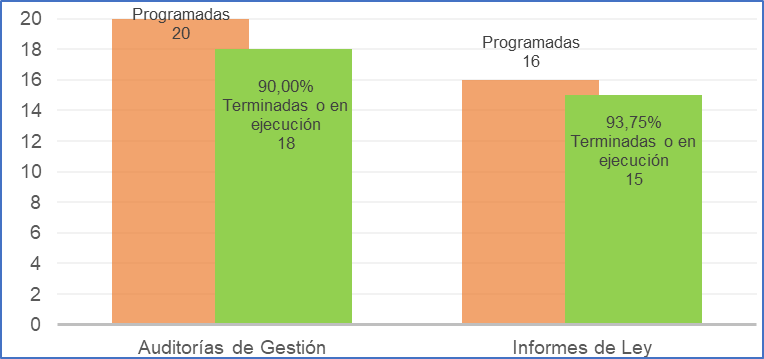 20
18
16
14
12
10
8
6
4
2
0
Programadas
20
90,00%
Terminadas o en
ejecución
18
Programadas
16
93,75%
Terminadas o en
ejecución
15
Auditorías de Gestión
Informes de Ley